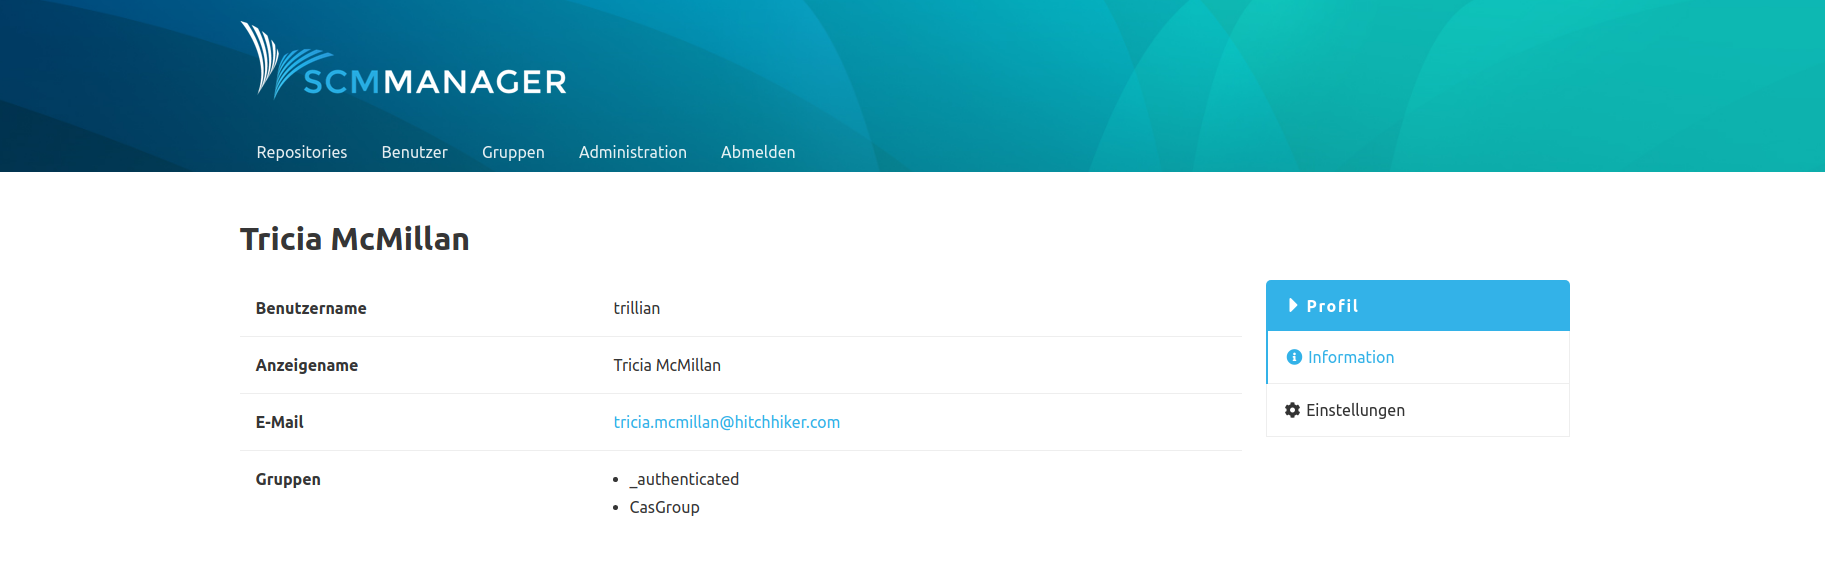 SCMMANAGER
Repositories Benutzer Gruppen Administration Abmelden
Tricia McMillan
Benutzername trillian
Anzeigename Tricia McMillan
E-Mail tricia.mcmillan@hitchhiker.com
Gruppen • _authenticated
• CasGroup
Profil
Information
Einstellungen